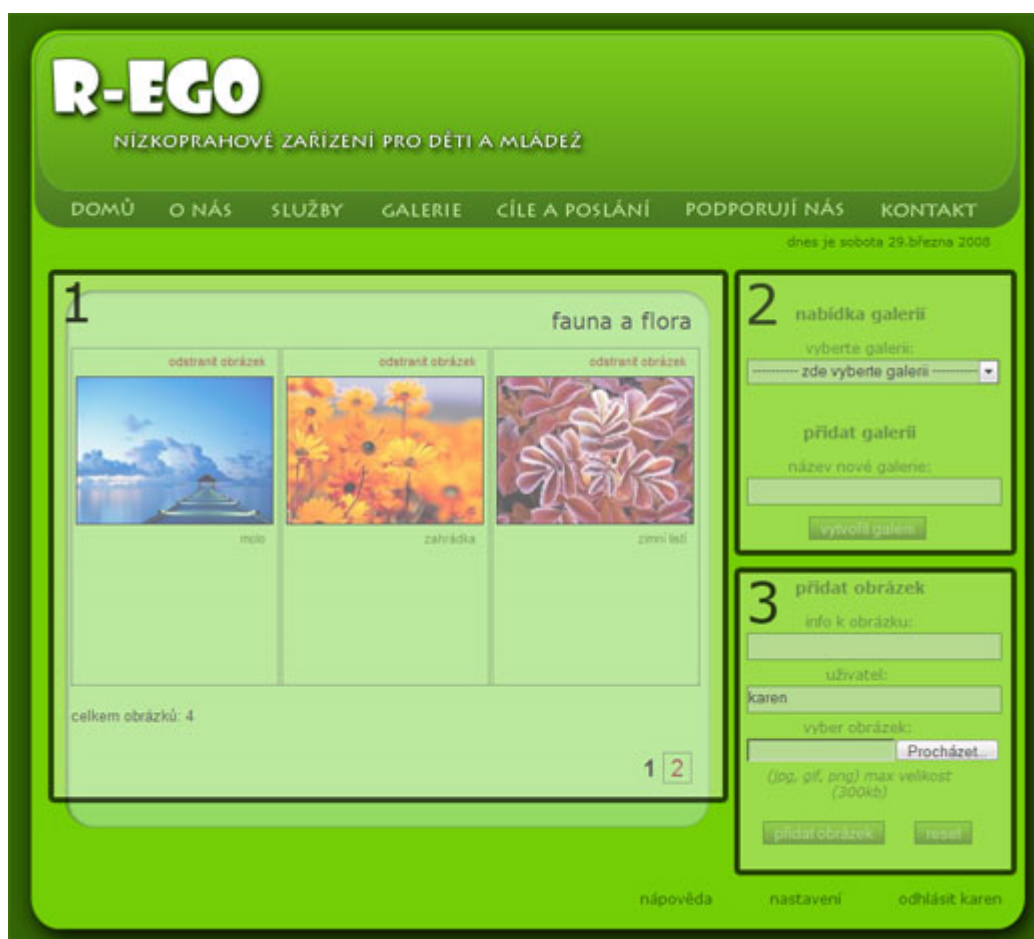 R-EGO
NÍZKOPRAHOVÉ ZAŘÍZENÍ PRO DĚTI A MLÁDEŽ
DOMŮ O NÁS SLUŽBY GALERIE CÍLE A POSLÁNÍ PODPORUJÍ NÁS KONTAKT
dnes je sobota 29.března 2008
1
fauna a flora
odstranit obrázek odstranit obrázek odstranit obrázek
molo zahrádka zimní listí
celkem obrázků: 4
1 2
2
nabídka galerií
vyberte galerii:
---------- zde vyberte galerii ----------
přidat galerii
název nové galerie:
vytvořit galerii
3
přidat obrázek
info k obrázku:
uživatel:
karen
vyber obrázek:
Procházet...
(jpg, gif, png) max velikost
(300kb)
přidat obrázek reset
nápověda nastavení odhlásit karen